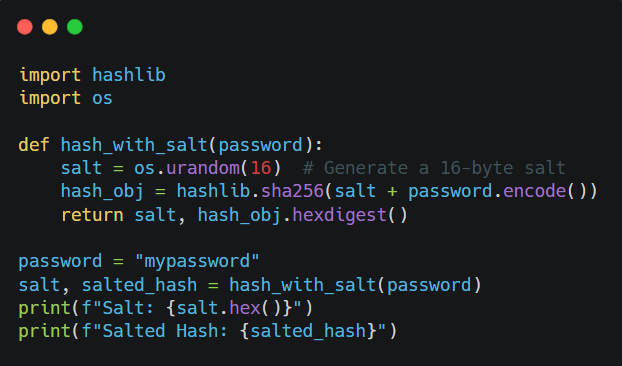 import hashlib
import os

def hash_with_salt(password):
    salt = os.urandom(16)  # Generate a 16-byte salt
    hash_obj = hashlib.sha256(salt + password.encode())
    return salt, hash_obj.hexdigest()

password = "mypassword"
salt, salted_hash = hash_with_salt(password)
print(f"Salt: {salt.hex()}")
print(f"Salted Hash: {salted_hash}")